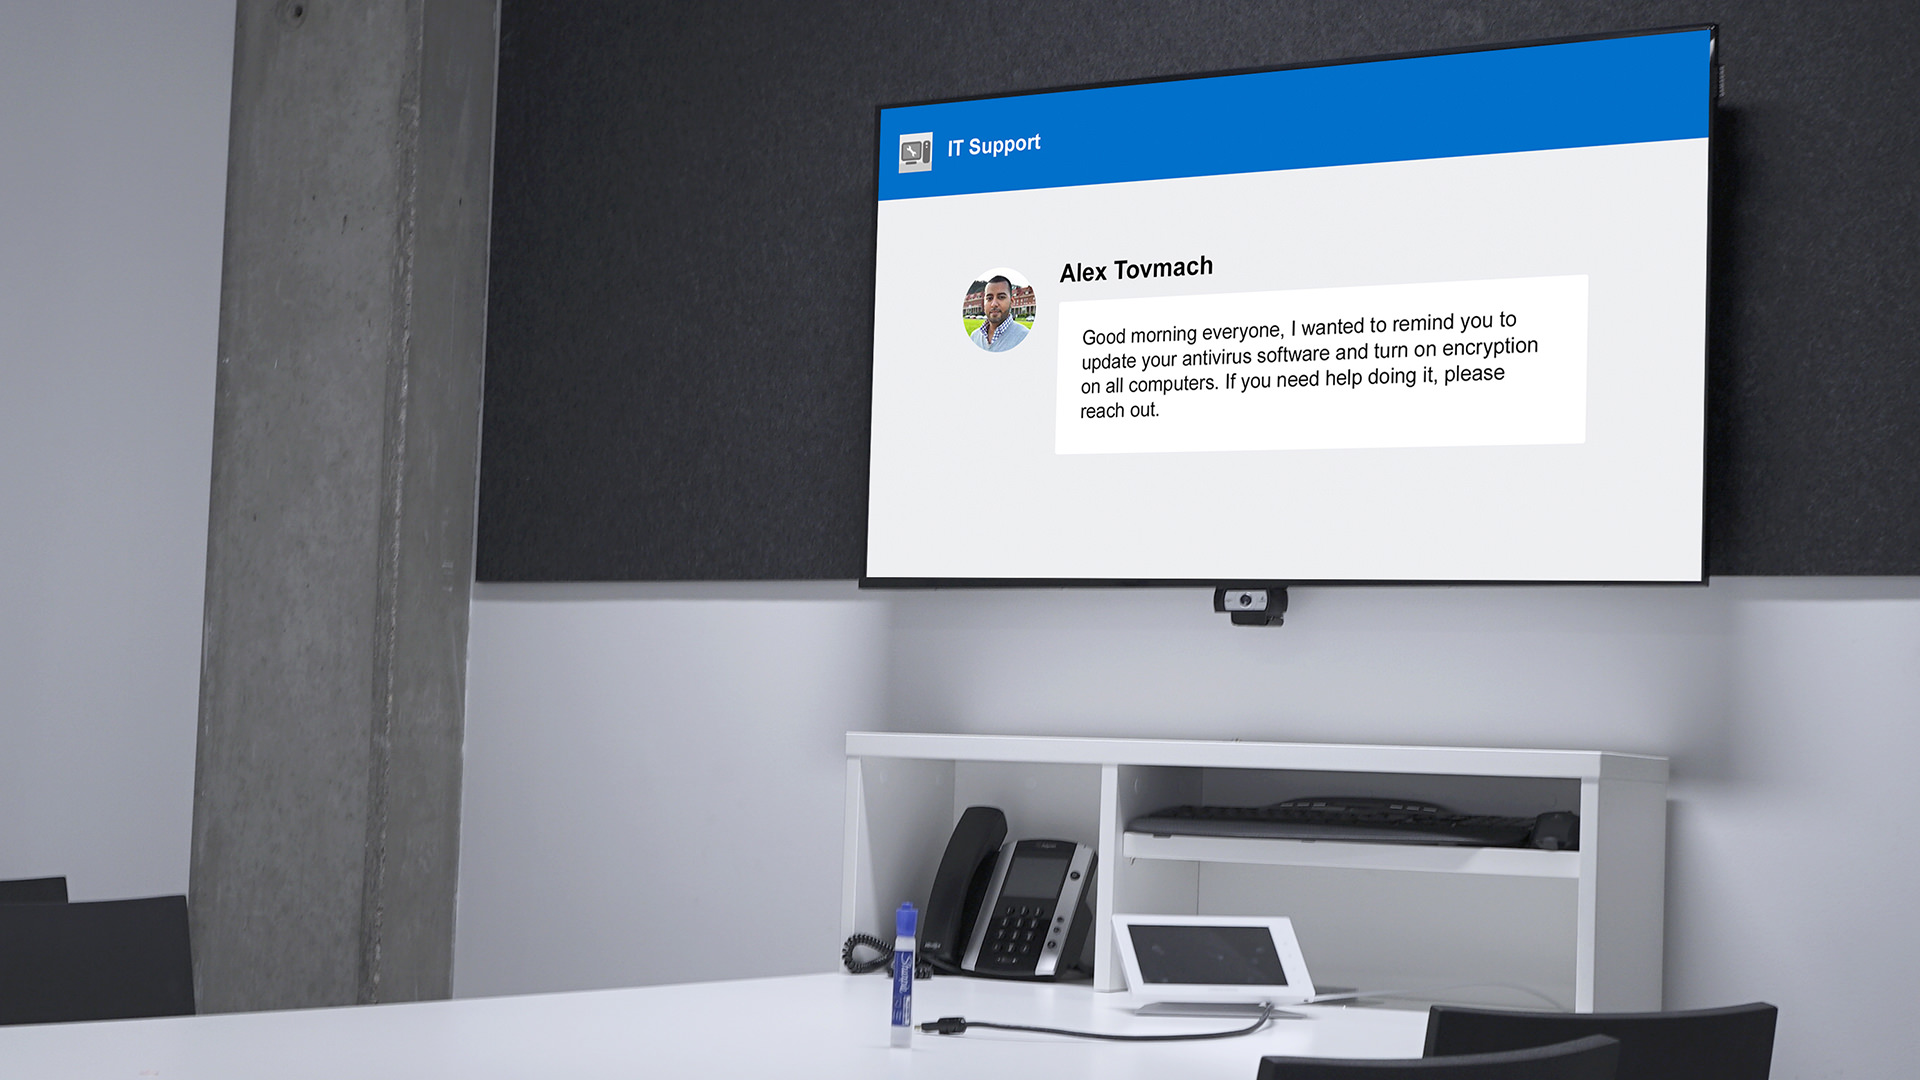 IT Support
Alex Tovmach
Good morning everyone, I wanted to remind you to
update your antivirus software and turn on encryption
on all computers. If you need help doing it, please
reach out.
Sharpie